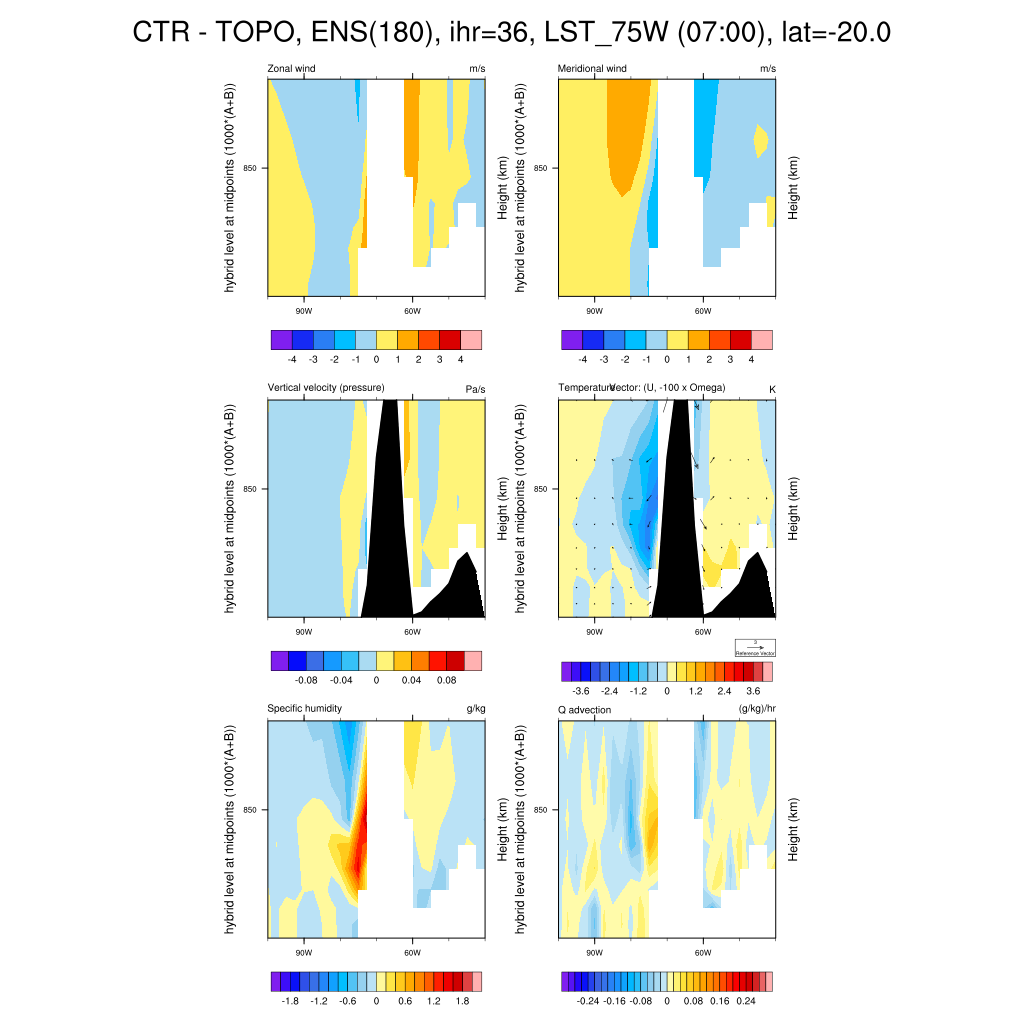 CTR - TOPO, ENS(180), ihr=36, LST_75W (07:00), lat=-20.0
Zonal wind m/s
hybrid level at midpoints (1000*(A+B))
850
Height (km)
90W 60W
-4 -3 -2 -1 0 1 2 3 4
Meridional wind m/s
hybrid level at midpoints (1000*(A+B))
850
Height (km)
90W 60W
-4 -3 -2 -1 0 1 2 3 4
Vertical velocity (pressure) Pa/s
hybrid level at midpoints (1000*(A+B))
850
Height (km)
90W 60W
-0.08 -0.04 0 0.04 0.08
Temperature Vector: (U, -100 x Omega) K
hybrid level at midpoints (1000*(A+B))
850
Height (km)
90W 60W
3
Reference Vector
-3.6 -2.4 -1.2 0 1.2 2.4 3.6
Specific humidity g/kg
hybrid level at midpoints (1000*(A+B))
850
Height (km)
90W 60W
-1.8 -1.2 -0.6 0 0.6 1.2 1.8
Q advection (g/kg)/hr
hybrid level at midpoints (1000*(A+B))
850
Height (km)
90W 60W
-0.24 -0.16 -0.08 0 0.08 0.16 0.24